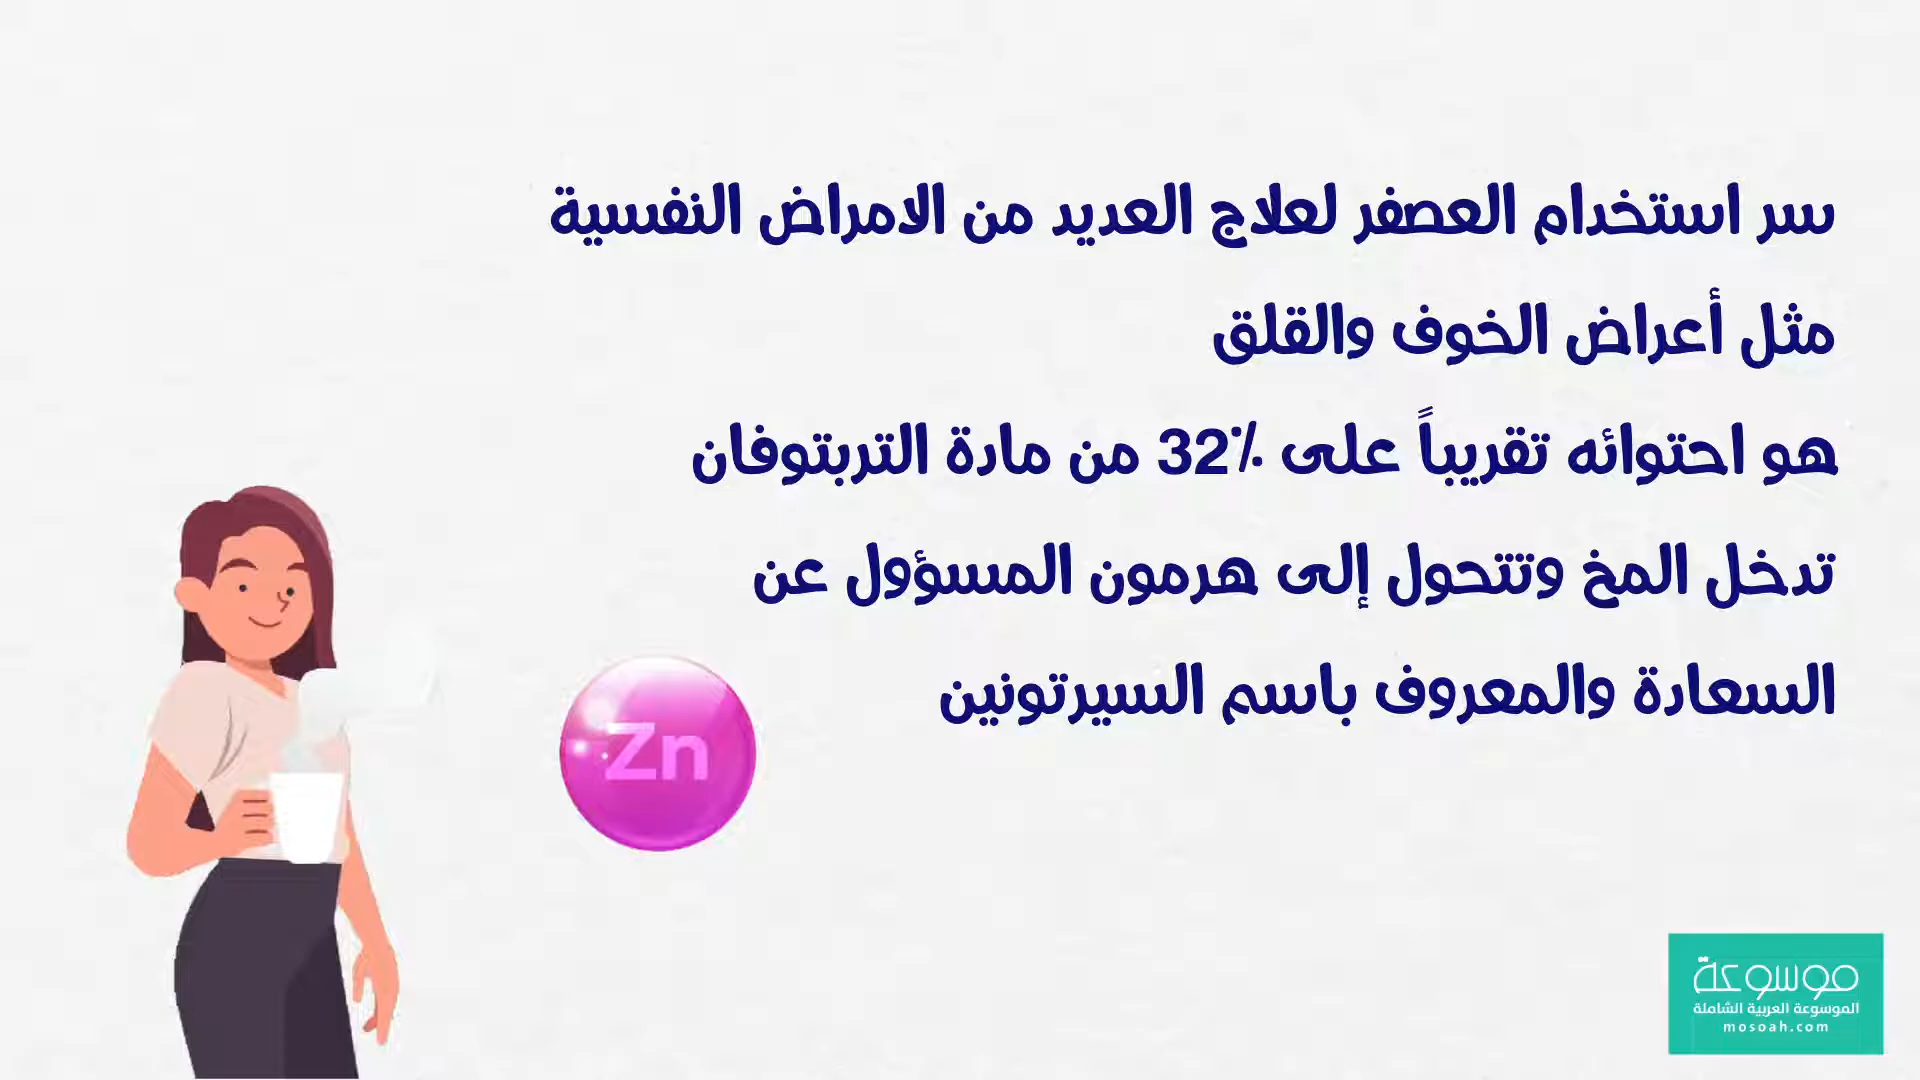 سر استخدام العصفر لعلاج العديد من الامراض النفسية
مثل أعراض الخوف والقلق
هو احتوائه تقريباً على 32٪ من مادة التربتوفان
تدخل المخ وتتحول إلى هرمون المسؤول عن
السعادة والمعروف باسم السيرتونين
Zn
موسوعة
الموسوعة العربية الشاملة
mosoah.com